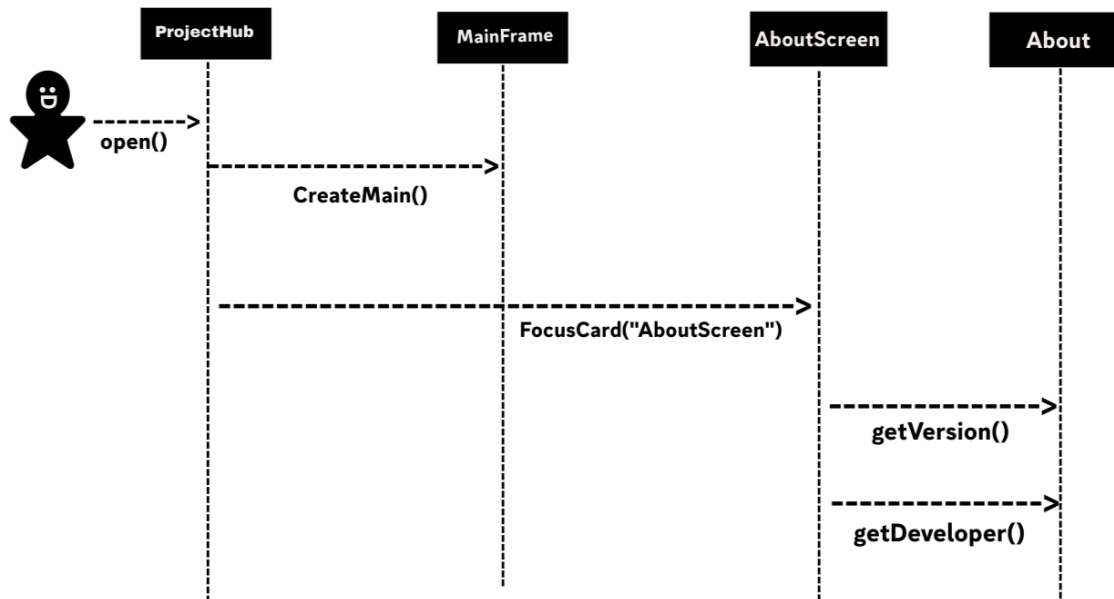 ProjectHub
MainFrame
AboutScreen
About
open()
CreateMain()
FocusCard("AboutScreen")
getVersion()
getDeveloper()